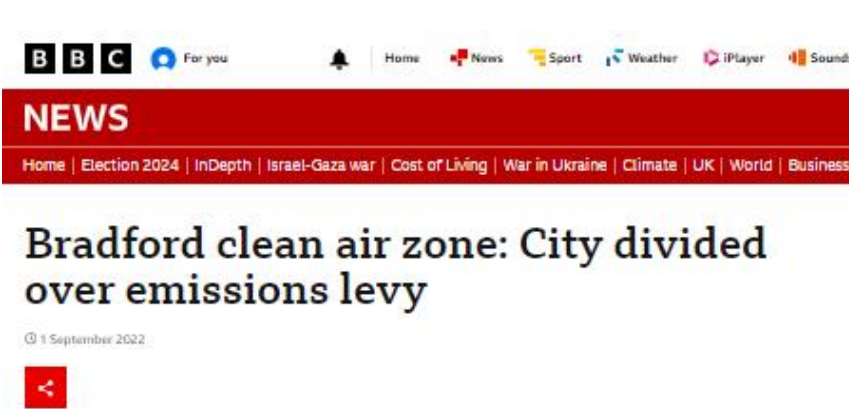 BBC For you Home News Sport Weather iPlayer Sounds
NEWS
Home | Election 2024 | InDepth | Israel-Gaza war | Cost of Living | War in Ukraine | Climate | UK | World | Business
Bradford clean air zone: City divided
over emissions levy
1 September 2022